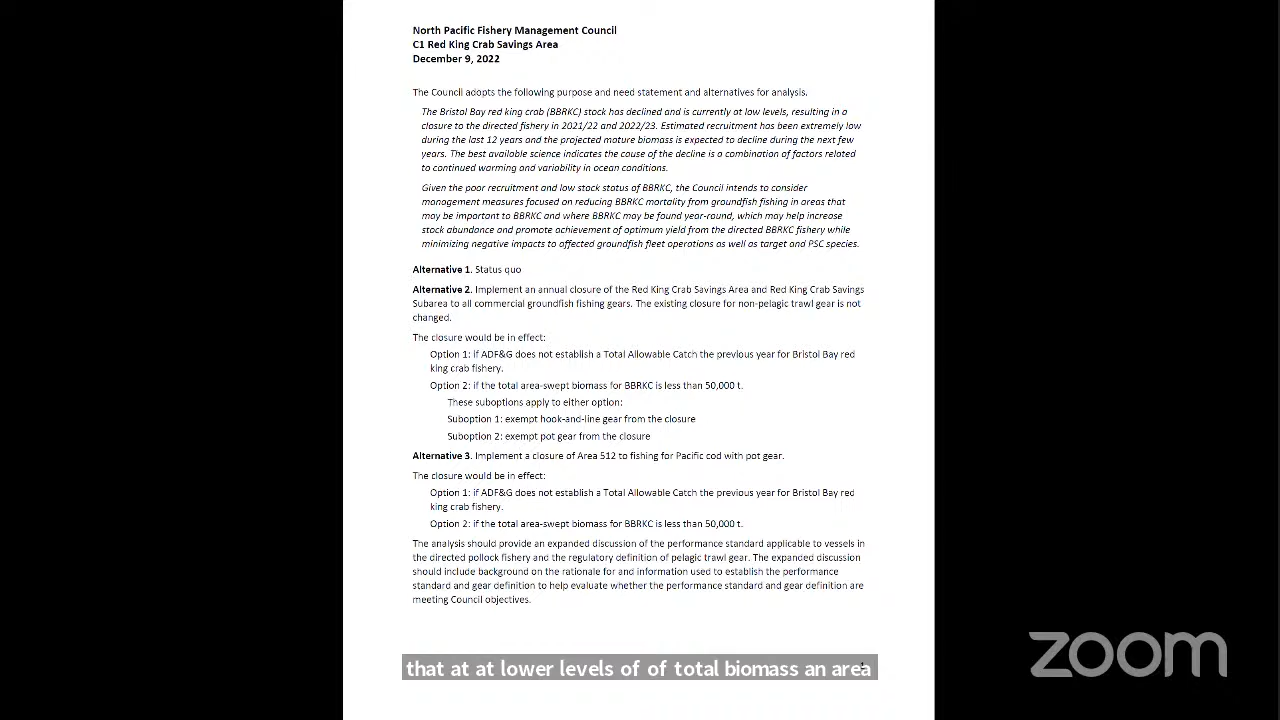 North Pacific Fishery Management Council
C1 Red King Crab Savings Area
December 9, 2022
The Council adopts the following purpose and need statement and alternatives for analysis.
The Bristol Bay red king crab (BBRKC) stock has declined and is currently at low levels, resulting in a
closure to the directed fishery in 2021/22 and 2022/23. Estimated recruitment has been extremely low
during the last 12 years and the projected mature biomass is expected to decline during the next few
years. The best available science indicates the cause of the decline is a combination of factors related
to continued warming and variability in ocean conditions.
Given the poor recruitment and low stock status of BBRKC, the Council intends to consider
management measures focused on reducing BBRKC mortality from groundfish fishing in areas that
may be important to BBRKC and where BBRKC may be found year-round, which may help increase
stock abundance and promote achievement of optimum yield from the directed BBRKC fishery while
minimizing negative impacts to affected groundfish fleet operations as well as target and PSC species.
Alternative 1. Status quo
Alternative 2. Implement an annual closure of the Red King Crab Savings Area and Red King Crab Savings
Subarea to all commercial groundfish fishing gears. The existing closure for non-pelagic trawl gear is not
changed.
The closure would be in effect:
Option 1: if ADF&G does not establish a Total Allowable Catch the previous year for Bristol Bay red
king crab fishery.
Option 2: if the total area-swept biomass for BBRKC is less than 50,000 t.
These suboptions apply to either option:
Suboption 1: exempt hook-and-line gear from the closure
Suboption 2: exempt pot gear from the closure
Alternative 3. Implement a closure of Area 512 to fishing for Pacific cod with pot gear.
The closure would be in effect:
Option 1: if ADF&G does not establish a Total Allowable Catch the previous year for Bristol Bay red
king crab fishery.
Option 2: if the total area-swept biomass for BBRKC is less than 50,000 t.
The analysis should provide an expanded discussion of the performance standard applicable to vessels in
the directed pollock fishery and the regulatory definition of pelagic trawl gear. The expanded discussion
should include background on the rationale for and information used to establish the performance
standard and gear definition to help evaluate whether the performance standard and gear definition are
meeting Council objectives.
that at at lower levels of of total biomass an area
zoom